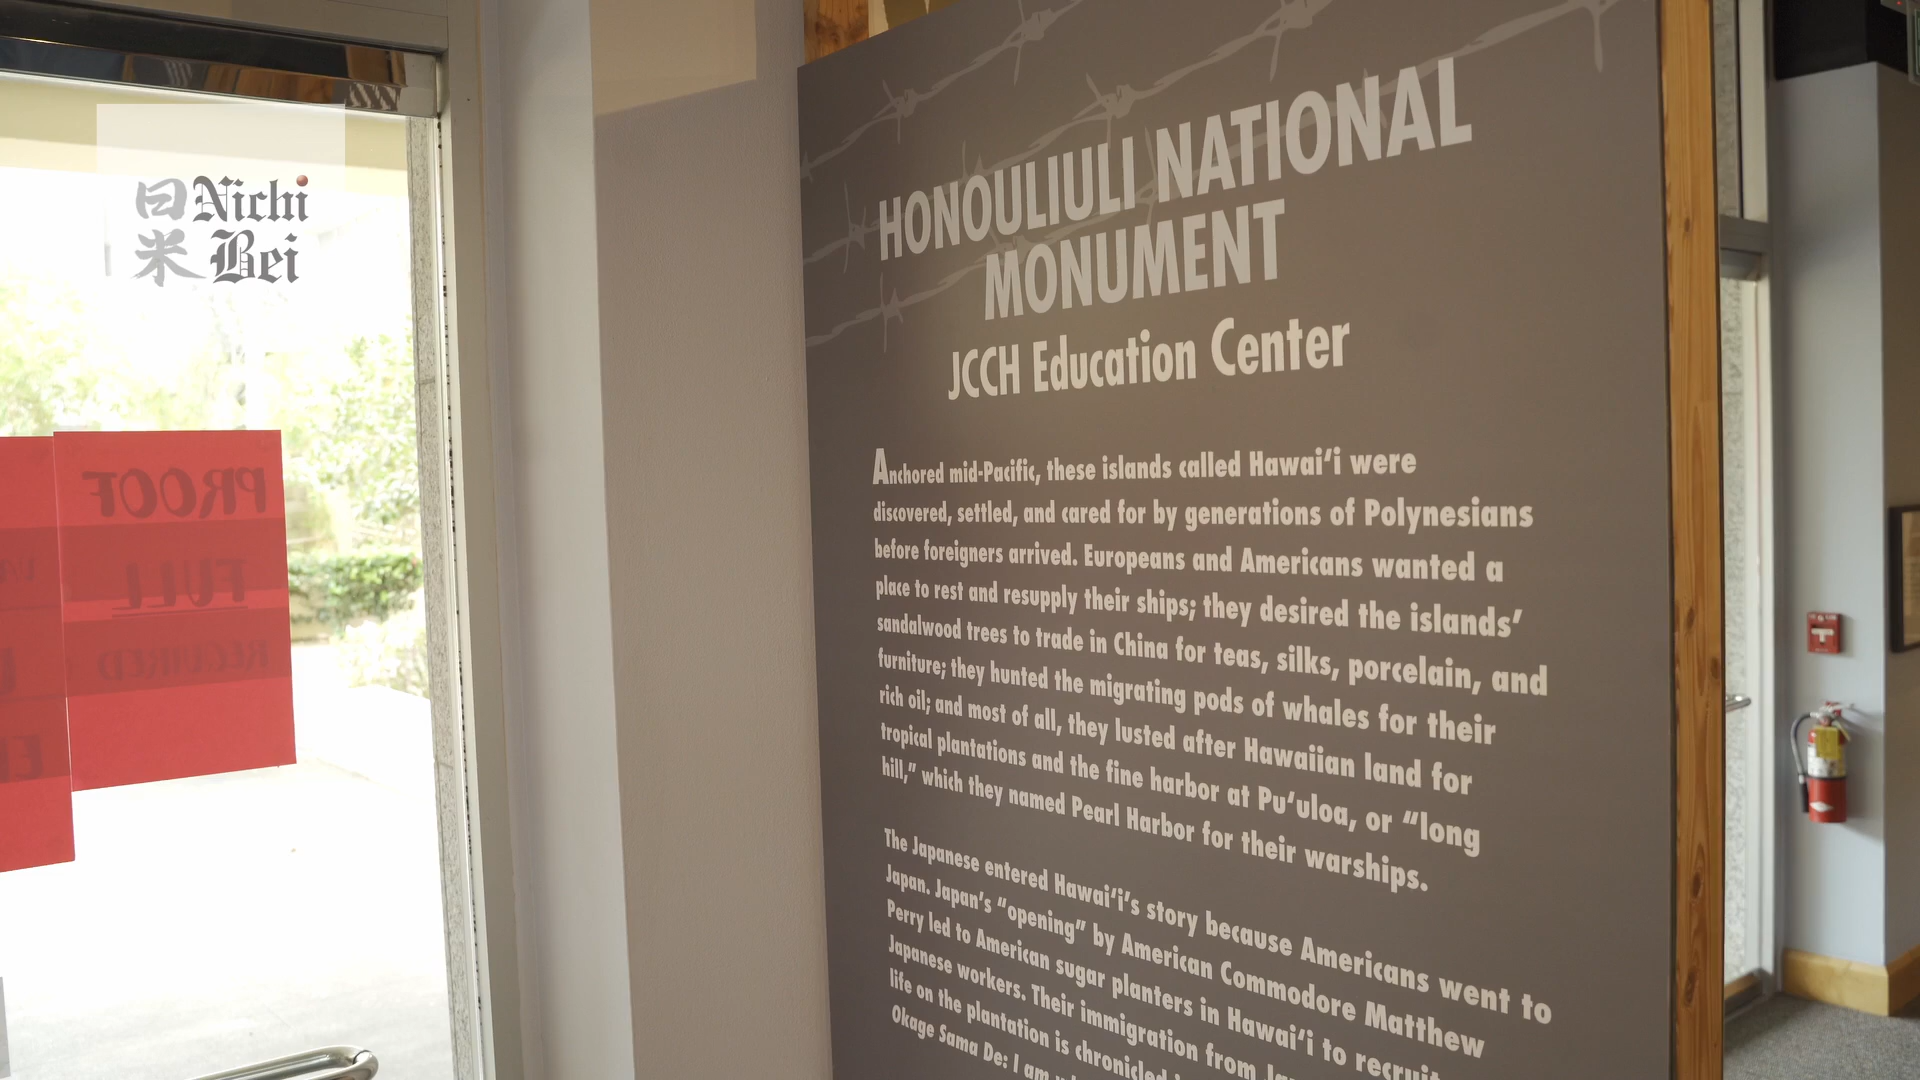 日米 Nichi Bei
PROOF
FULL
REQUIRED
HONOULIULI NATIONAL
MONUMENT
JCCH Education Center
Anchored mid-Pacific, these islands called Hawaiʻi were
discovered, settled, and cared for by generations of Polynesians
before foreigners arrived. Europeans and Americans wanted a
place to rest and resupply their ships; they desired the islands’
sandalwood trees to trade in China for teas, silks, porcelain, and
furniture; they hunted the migrating pods of whales for their
rich oil; and most of all, they lusted after Hawaiian land for
tropical plantations and the fine harbor at Puʻuloa, or “long
hill,” which they named Pearl Harbor for their warships.
The Japanese entered Hawaiʻi’s story because Americans went to
Japan. Japan’s “opening” by American Commodore Matthew
Perry led to American sugar planters in Hawaiʻi to recruit
Japanese workers. Their immigration from
life on the plantation is chronicled
Okage Sama De: I am